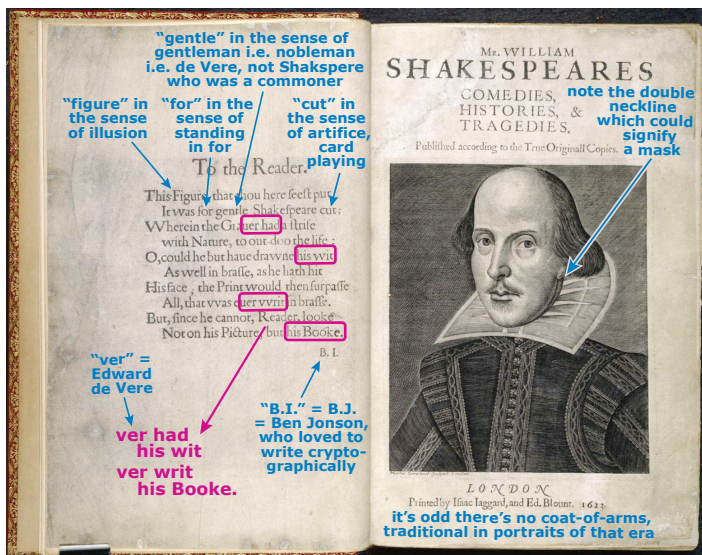 “gentle” in the sense of
gentleman i.e. nobleman
i.e. de Vere, not Shakspere
who was a commoner
“figure” in
the sense
of illusion
“for” in the
sense of
standing
in for
“cut” in
the sense
of artifice,
card
playing
To the Reader.
This Figure, that thou here seest put,
It was for gentle Shakespeare cut;
Wherein the Grauer had a strife
with Nature, to out-doo the life:
O, could he but haue drawne his wit
As well in brasse, as he hath hit
His face, the Print would then surpasse
All, that vvas euer vvrit in brasse.
But, since he cannot, Reader, looke
Not on his Picture, but his Booke.
B. I.
“ver” =
Edward
de Vere
ver had
his wit
ver writ
his Booke.
“B.I.” = B.J.
= Ben Jonson,
who loved to
write crypto-
graphically
Mr. WILLIAM
SHAKESPEARES
COMEDIES,
HISTORIES, &
TRAGEDIES.
Published according to the True Originall Copies.
note the double
neckline
which could
signify
a mask
LONDON
Printed by Isaac Iaggard, and Ed. Blount. 1623.
it’s odd there’s no coat-of-arms,
traditional in portraits of that era